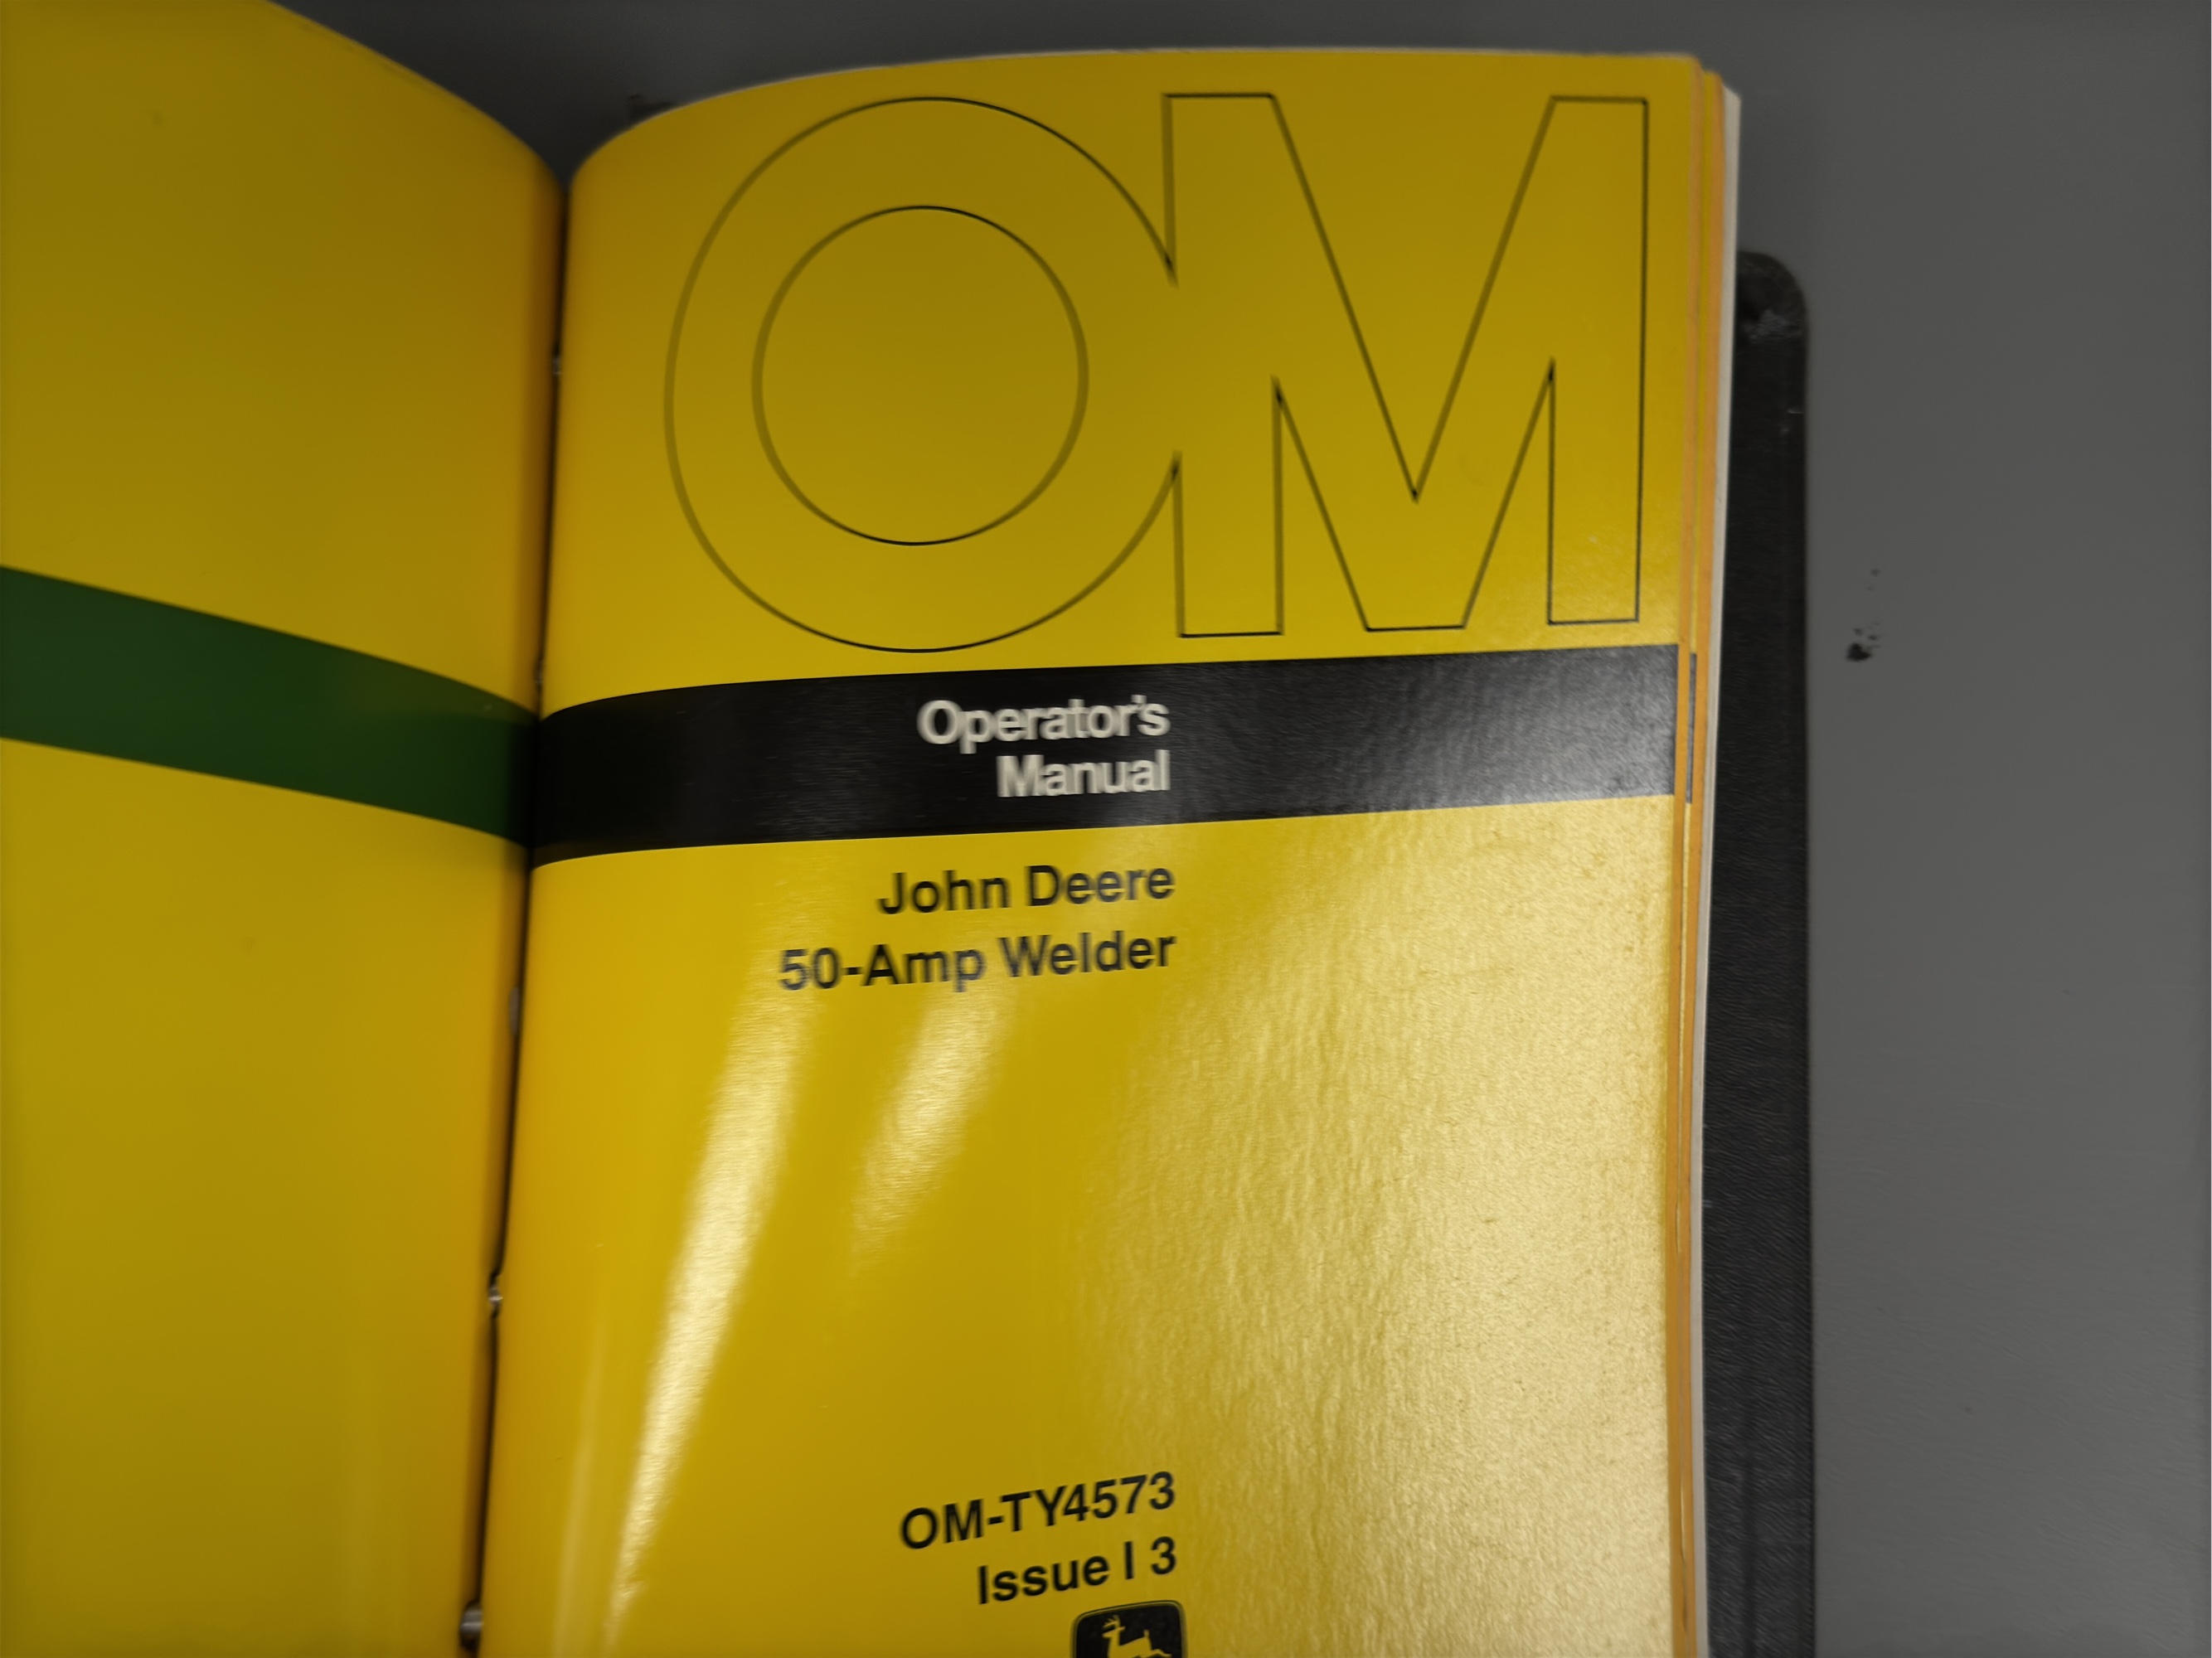 OM
Operator's
Manual
John Deere
50-Amp Welder
OM-TY4573
Issue I 3